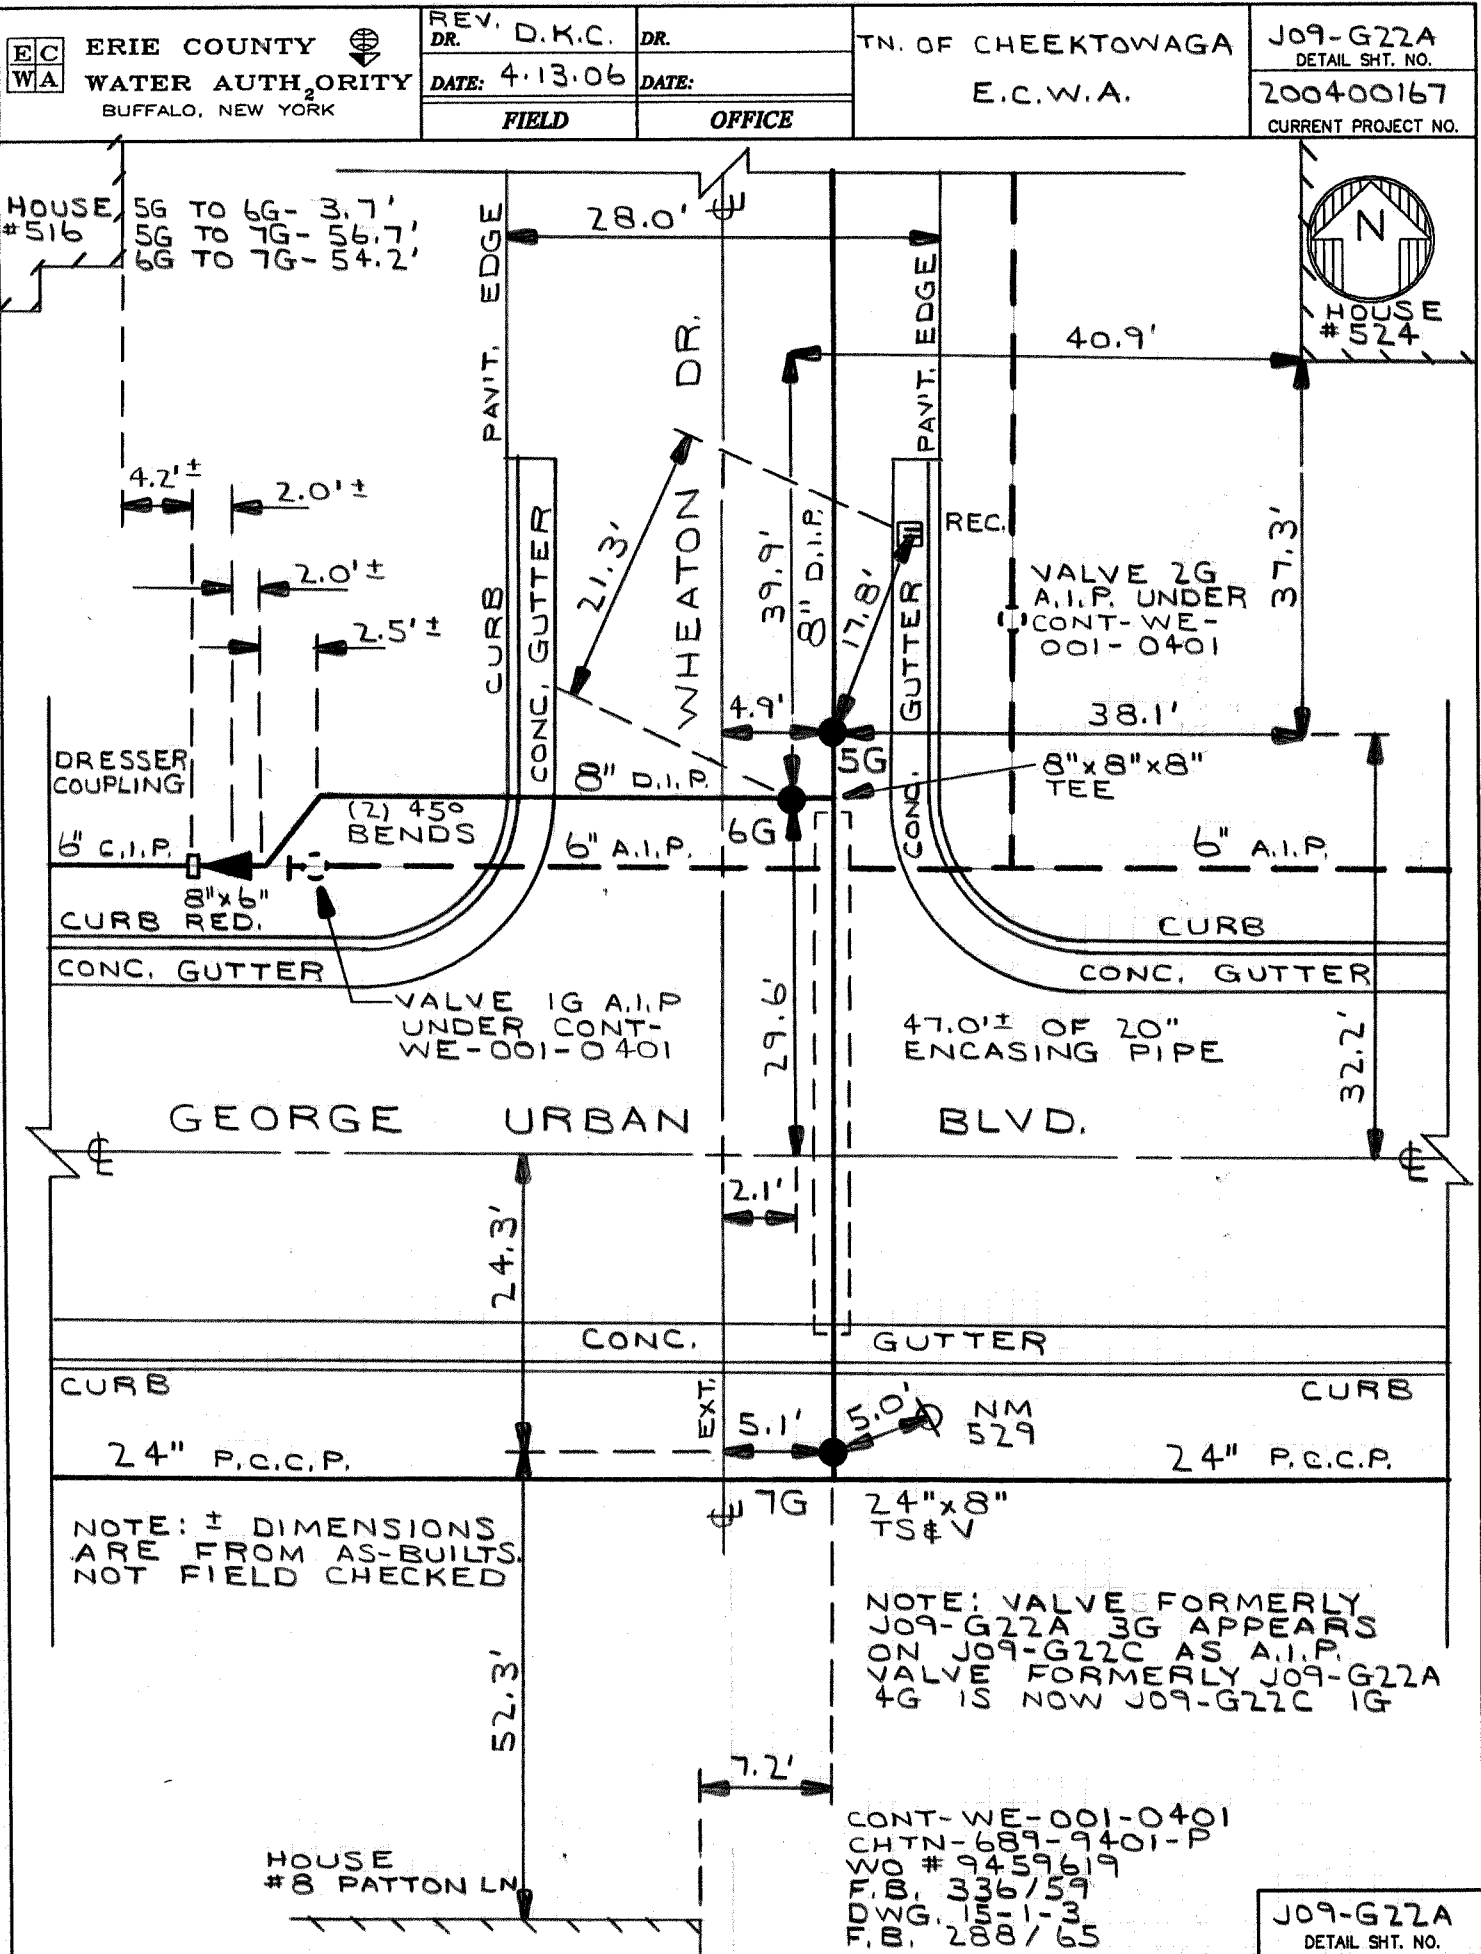 EC
WA
ERIE COUNTY
WATER AUTH2ORITY
BUFFALO, NEW YORK
REV.
DR. D.K.C.
DATE: 4.13.06
FIELD
DR.
DATE:
OFFICE
TN. OF CHEEKTOWAGA
E.C.W.A.
J09-G22A
DETAIL SHT. NO.
200400167
CURRENT PROJECT NO.
HOUSE
#516
5G TO 6G- 3.7'
5G TO 7G- 56.7'
6G TO 7G- 54.2'
PAV'T. EDGE
28.0'
℄
PAV'T. EDGE
N
HOUSE
#524
40.9'
WHEATON DR.
4.2'±
2.0'±
2.0'±
2.5'±
CURB
CONC. GUTTER
21.3'
39.9'
8" D.I.P.
17.8'
REC.
CONC. GUTTER
VALVE 2G
A.I.P. UNDER
CONT-WE-
001-0401
37.3'
4.9'
38.1'
5G
8"x8"x8"
TEE
DRESSER
COUPLING
8" D.I.P.
(2) 45°
BENDS
6G
6" C.I.P.
6" A.I.P.
6" A.I.P.
8"x6"
RED.
CURB
CONC. GUTTER
CURB
CONC. GUTTER
VALVE 1G A.I.P
UNDER CONT-
WE-001-0401
29.6'
47.0'± OF 20"
ENCASING PIPE
32.2'
GEORGE URBAN BLVD.
℄
℄
2.1'
24.3'
CONC. GUTTER
CURB
CURB
EXT.
5.1'
5.0'
NM
529
24" P.C.C.P.
24" P.C.C.P.
℄
7G
24"x8"
TS&V
NOTE: ± DIMENSIONS
ARE FROM AS-BUILTS.
NOT FIELD CHECKED
NOTE: VALVE FORMERLY
J09-G22A 3G APPEARS
ON J09-G22C AS A.I.P.
VALVE FORMERLY J09-G22A
4G IS NOW J09-G22C 1G
52.3'
7.2'
HOUSE
#8 PATTON LN
CONT-WE-001-0401
CHTN-689-9401-P
WO # 9459619
F.B. 336/59
DWG. 15-1-3
F.B. 288/65
J09-G22A
DETAIL SHT. NO.